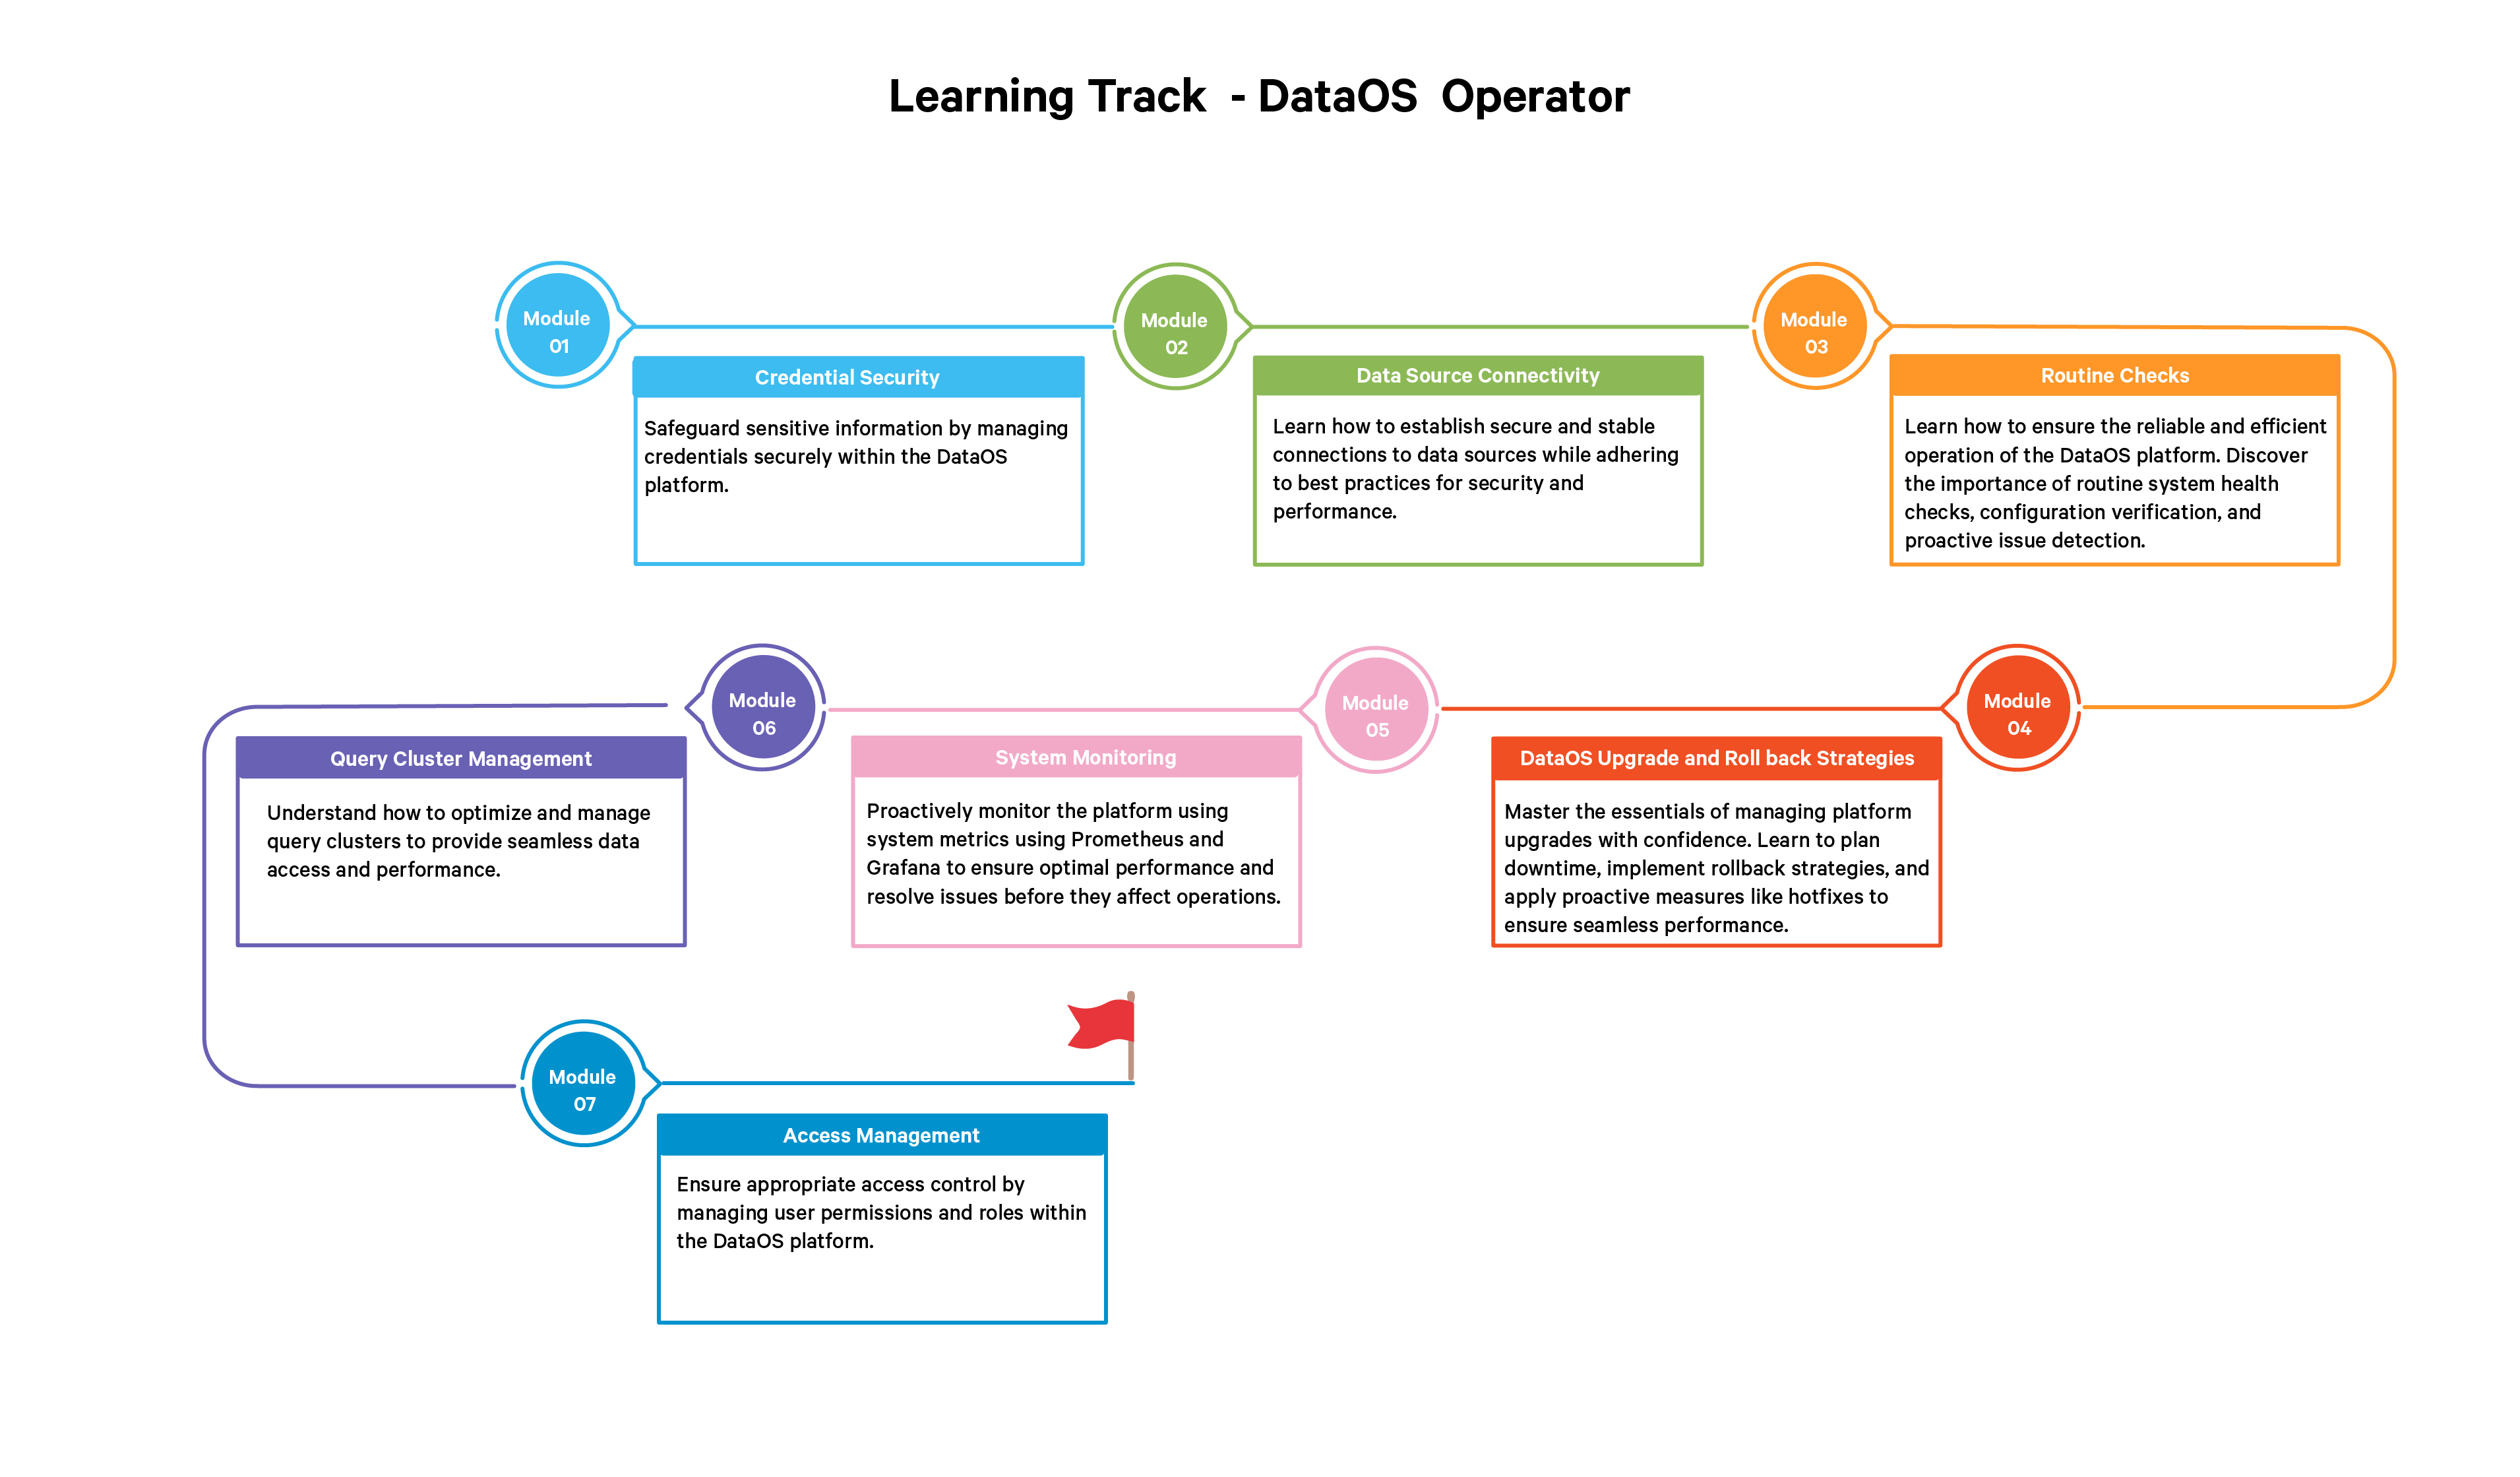 Learning Track - DataOS Operator
Module
01
Credential Security
Safeguard sensitive information by managing
credentials securely within the DataOS
platform.
Module
02
Data Source Connectivity
Learn how to establish secure and stable
connections to data sources while adhering
to best practices for security and
performance.
Module
03
Routine Checks
Learn how to ensure the reliable and efficient
operation of the DataOS platform. Discover
the importance of routine system health
checks, configuration verification, and
proactive issue detection.
Module
04
DataOS Upgrade and Roll back Strategies
Master the essentials of managing platform
upgrades with confidence. Learn to plan
downtime, implement rollback strategies, and
apply proactive measures like hotfixes to
ensure seamless performance.
Module
05
System Monitoring
Proactively monitor the platform using
system metrics using Prometheus and
Grafana to ensure optimal performance and
resolve issues before they affect operations.
Module
06
Query Cluster Management
Understand how to optimize and manage
query clusters to provide seamless data
access and performance.
Module
07
Access Management
Ensure appropriate access control by
managing user permissions and roles within
the DataOS platform.